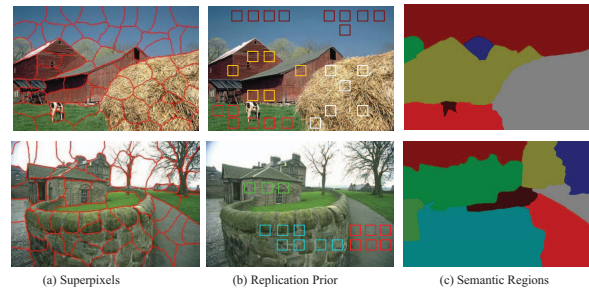 (a) Superpixels
(b) Replication Prior
(c) Semantic Regions